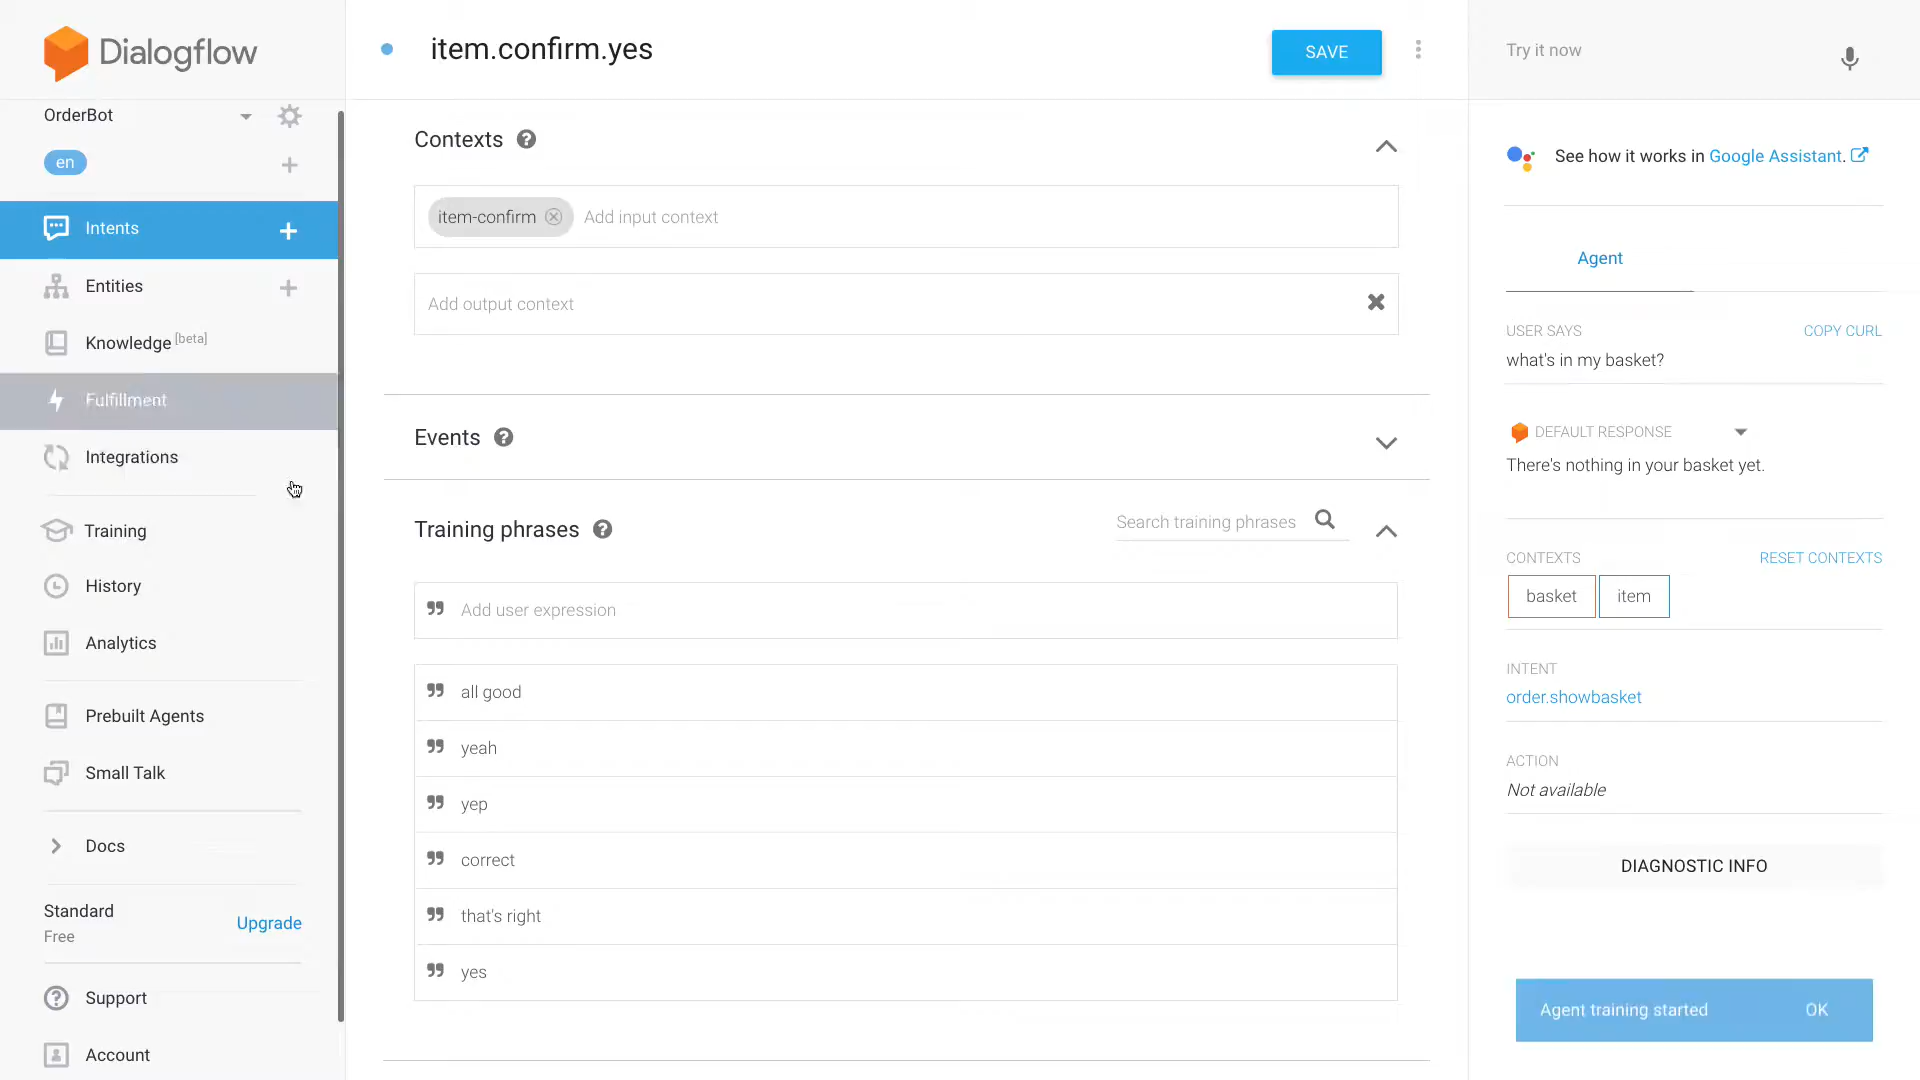 Dialogflow
OrderBot
en
Intents
Entities
Knowledge [beta]
Fulfillment
Integrations
Training
History
Analytics
Prebuilt Agents
Small Talk
Docs
Standard
Free
Upgrade
Support
Account
item.confirm.yes
SAVE
Contexts
item-confirm
Add input context
Add output context
Events
Training phrases
Search training phrases
Add user expression
all good
yeah
yep
correct
that's right
yes
Try it now
See how it works in Google Assistant.
Agent
USER SAYS
COPY CURL
what's in my basket?
DEFAULT RESPONSE
There's nothing in your basket yet.
CONTEXTS
RESET CONTEXTS
basket
item
INTENT
order.showbasket
ACTION
Not available
DIAGNOSTIC INFO
Agent training started
OK